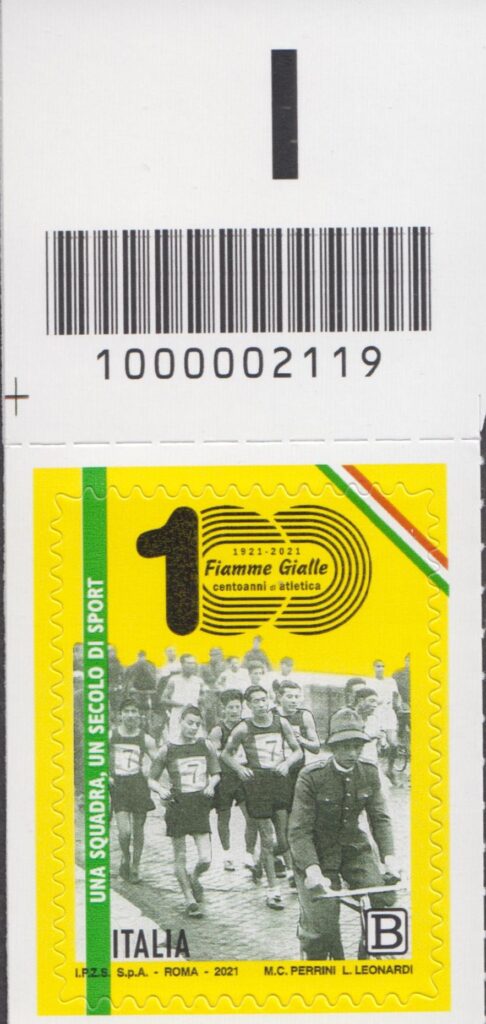 1000002119
100
1921-2021
Fiamme Gialle
centoanni di atletica
UNA SQUADRA, UN SECOLO DI SPORT
7 7 7
ITALIA
B
I.P.Z.S. S.p.A. - ROMA - 2021 M.C. PERRINI L. LEONARDI